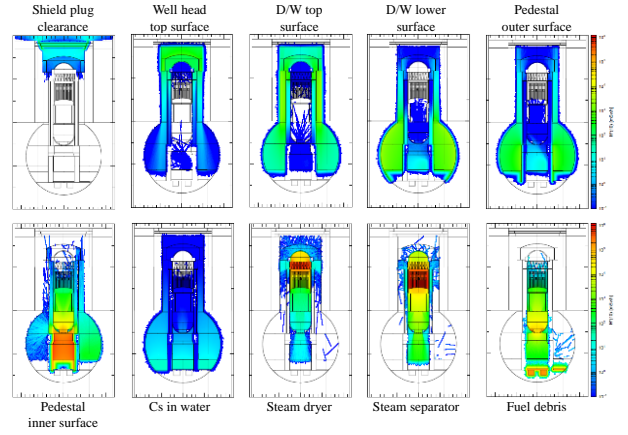 Shield plug
clearance
Well head
top surface
D/W top
surface
D/W lower
surface
Pedestal
outer surface
Pedestal
inner surface
Cs in water
Steam dryer
Steam separator
Fuel debris